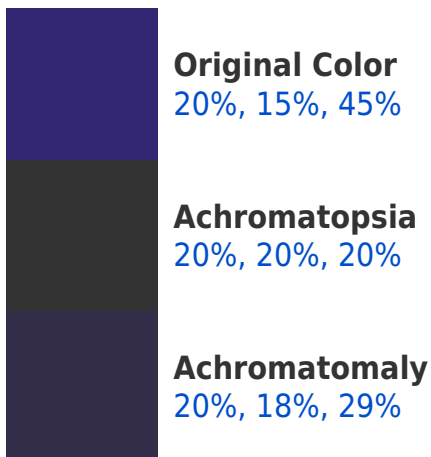 Original Color
20%, 15%, 45%
Achromatopsia
20%, 20%, 20%
Achromatomaly
20%, 18%, 29%